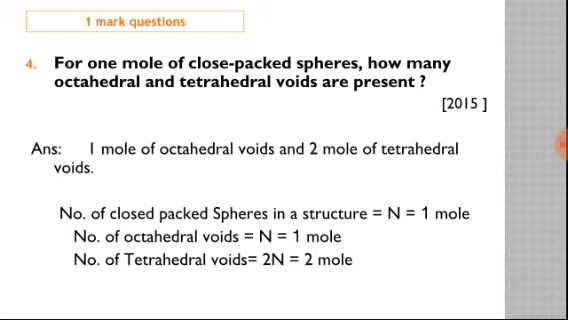 1 mark questions
4. For one mole of close-packed spheres, how many
octahedral and tetrahedral voids are present ?
[2015 ]
Ans: 1 mole of octahedral voids and 2 mole of tetrahedral
voids.
No. of closed packed Spheres in a structure = N = 1 mole
No. of octahedral voids = N = 1 mole
No. of Tetrahedral voids= 2N = 2 mole